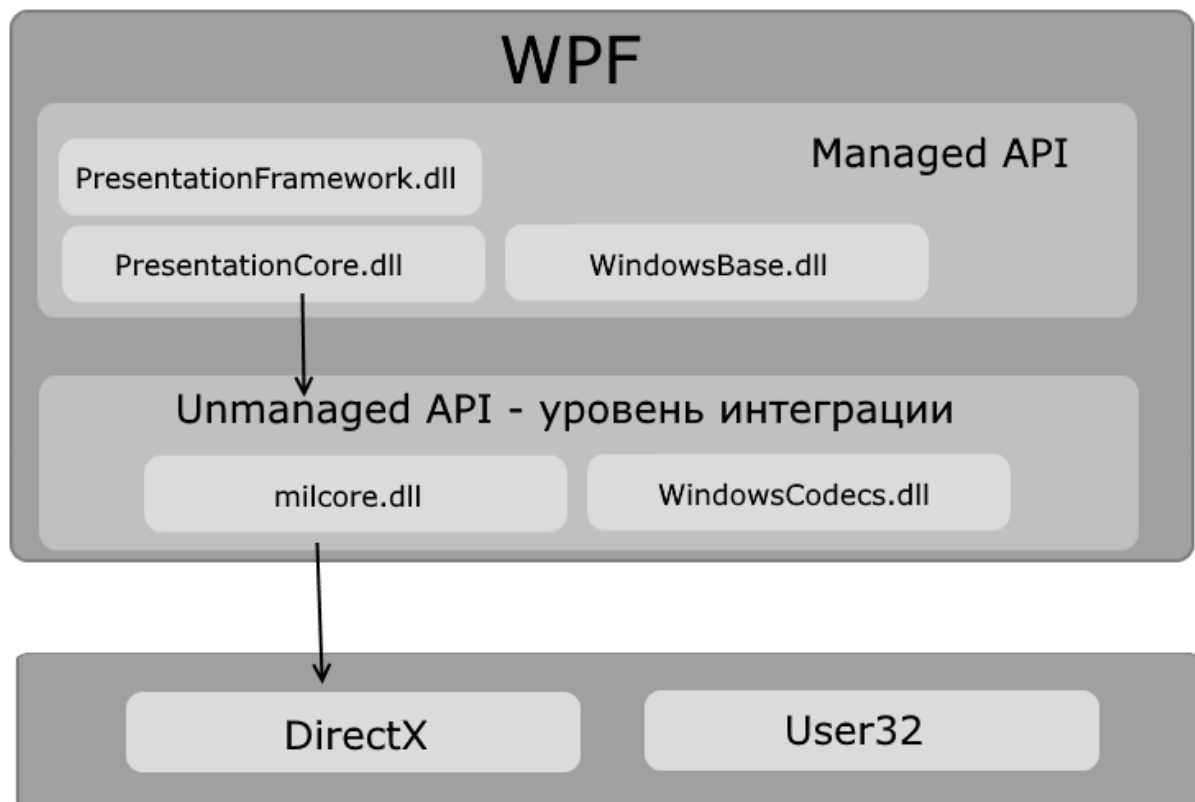 WPF
Managed API
PresentationFramework.dll
PresentationCore.dll
WindowsBase.dll
Unmanaged API - уровень интеграции
milcore.dll
WindowsCodecs.dll
DirectX
User32